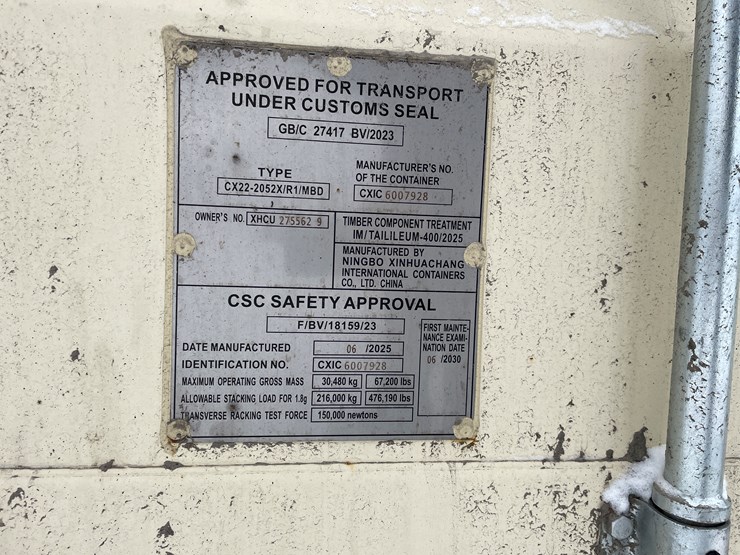 APPROVED FOR TRANSPORT
UNDER CUSTOMS SEAL
GB/C 27417 BV/2023
TYPE
CX22-2052X/R1/MBD
MANUFACTURER'S NO.
OF THE CONTAINER
CXIC 6007928
OWNER'S NO. XHCU 275562 9
TIMBER COMPONENT TREATMENT
IM/TAILILEUM-400/2025
MANUFACTURED BY
NINGBO XINHUACHANG
INTERNATIONAL CONTAINERS
CO., LTD. CHINA
CSC SAFETY APPROVAL
F/BV/18159/23
DATE MANUFACTURED 06 /2025
IDENTIFICATION NO. CXIC 6007928
MAXIMUM OPERATING GROSS MASS 30,480 kg 67,200 lbs
ALLOWABLE STACKING LOAD FOR 1.8g 216,000 kg 476,190 lbs
TRANSVERSE RACKING TEST FORCE 150,000 newtons
FIRST MAINTE-
NANCE EXAMI-
NATION DATE
06 /2030